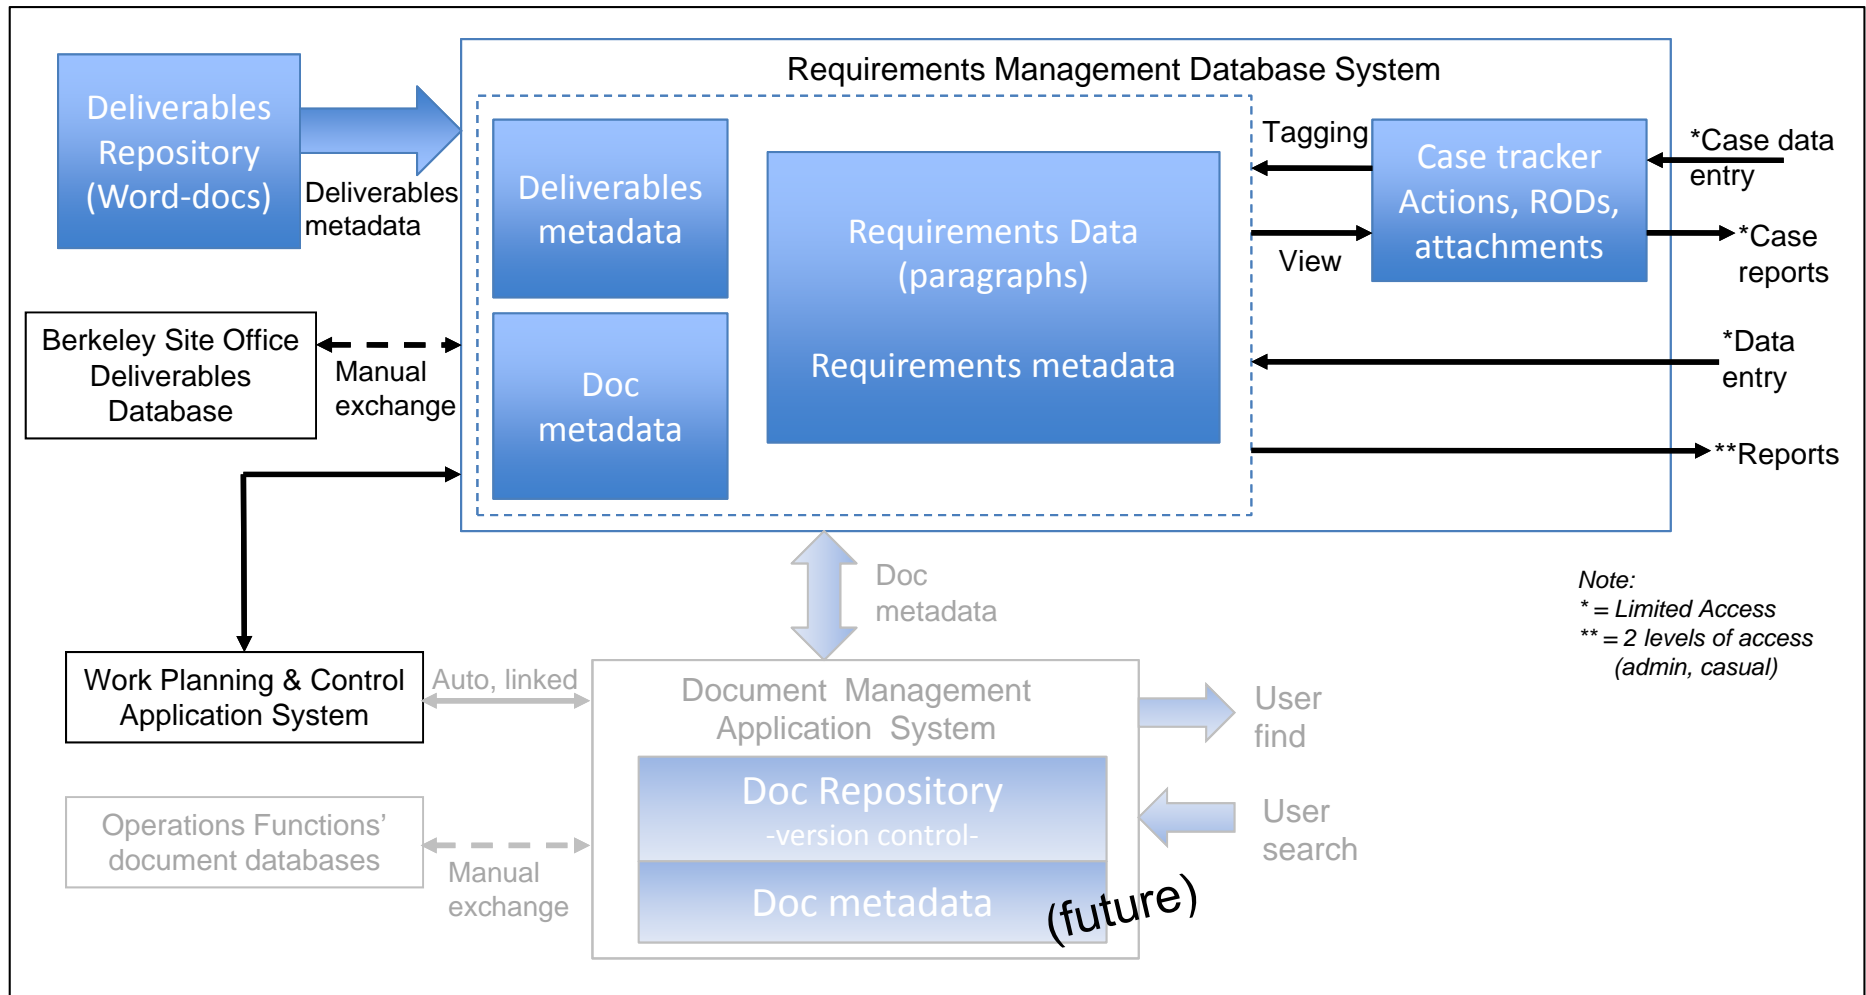 Requirements Management Database System
Deliverables
Repository
(Word-docs)
Deliverables
metadata
Deliverables
metadata
Requirements Data
(paragraphs)
Requirements metadata
Tagging
View
Case tracker
Actions, RODs,
attachments
*Case data
entry
*Case
reports
Berkeley Site Office
Deliverables
Database
Manual
exchange
Doc
metadata
*Data
entry
**Reports
Doc
metadata
Note:
* = Limited Access
** = 2 levels of access
(admin, casual)
Work Planning & Control
Application System
Auto, linked
Document Management
Application System
User
find
Doc Repository
-version control-
User
search
Operations Functions’
document databases
Manual
exchange
Doc metadata
(future)